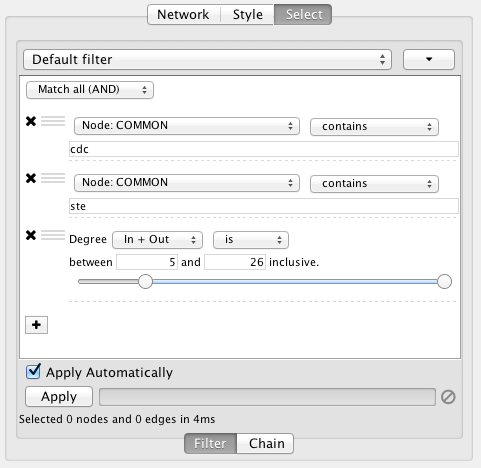 Network Style Select
Default filter
Match all (AND)
Node: COMMON contains
cdc
Node: COMMON contains
ste
Degree In + Out is
between 5 and 26 inclusive.
Apply Automatically
Apply
Selected 0 nodes and 0 edges in 4ms
Filter Chain